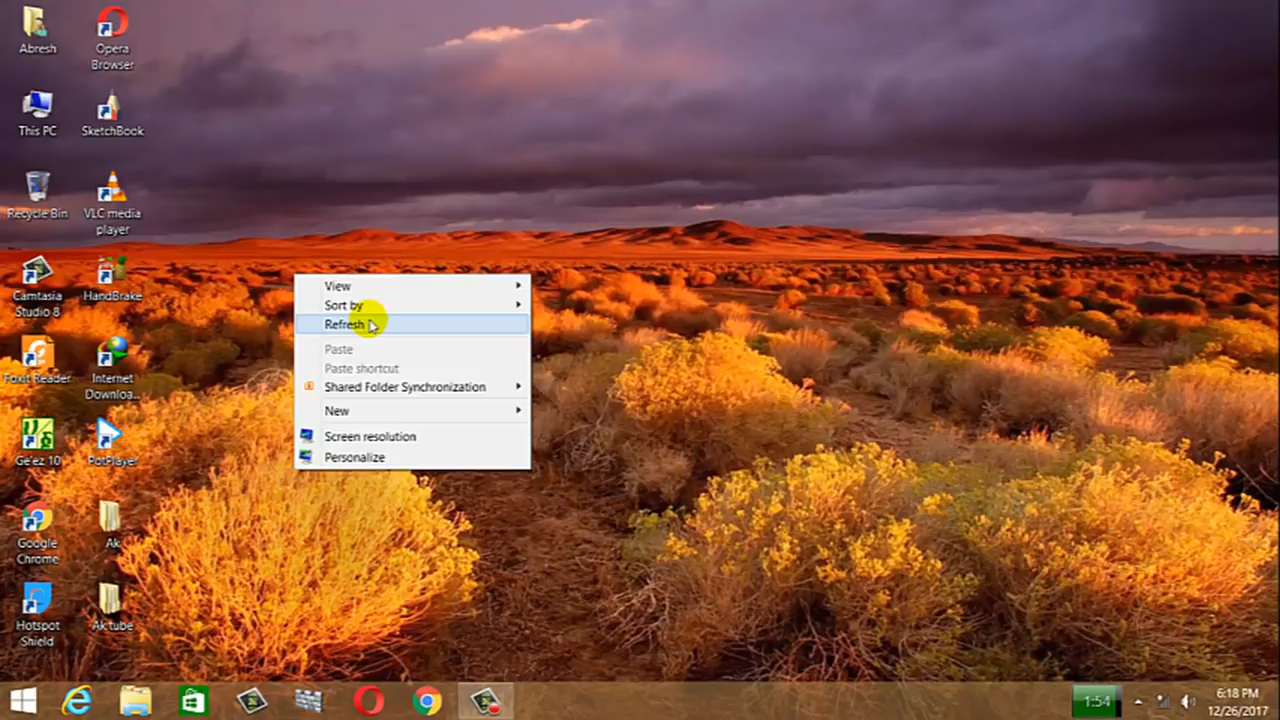 Abresh
Opera
Browser
This PC
SketchBook
Recycle Bin
VLC media
player
Camtasia
Studio 8
HandBrake
Foxit Reader
Internet
Downloa...
Ge'ez 10
PotPlayer
Google
Chrome
Ak
Hotspot
Shield
Ak tube
View
Sort by
Refresh
Paste
Paste shortcut
Shared Folder Synchronization
New
Screen resolution
Personalize
1:54
6:18 PM
12/26/2017